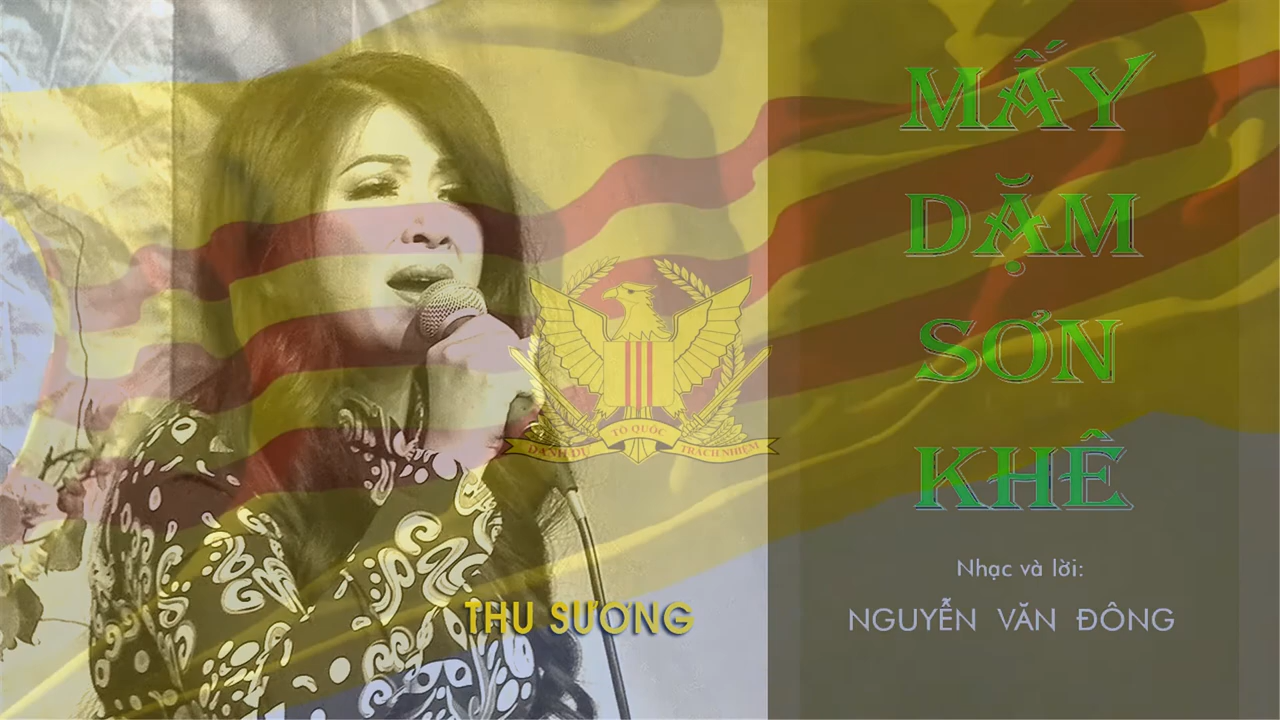 MẤY
DẶM
SƠN
KHÊ
TỔ QUỐC
DANH DỰ
TRÁCH NHIỆM
Nhạc và lời:
THU SƯƠNG
NGUYỄN VĂN ĐÔNG